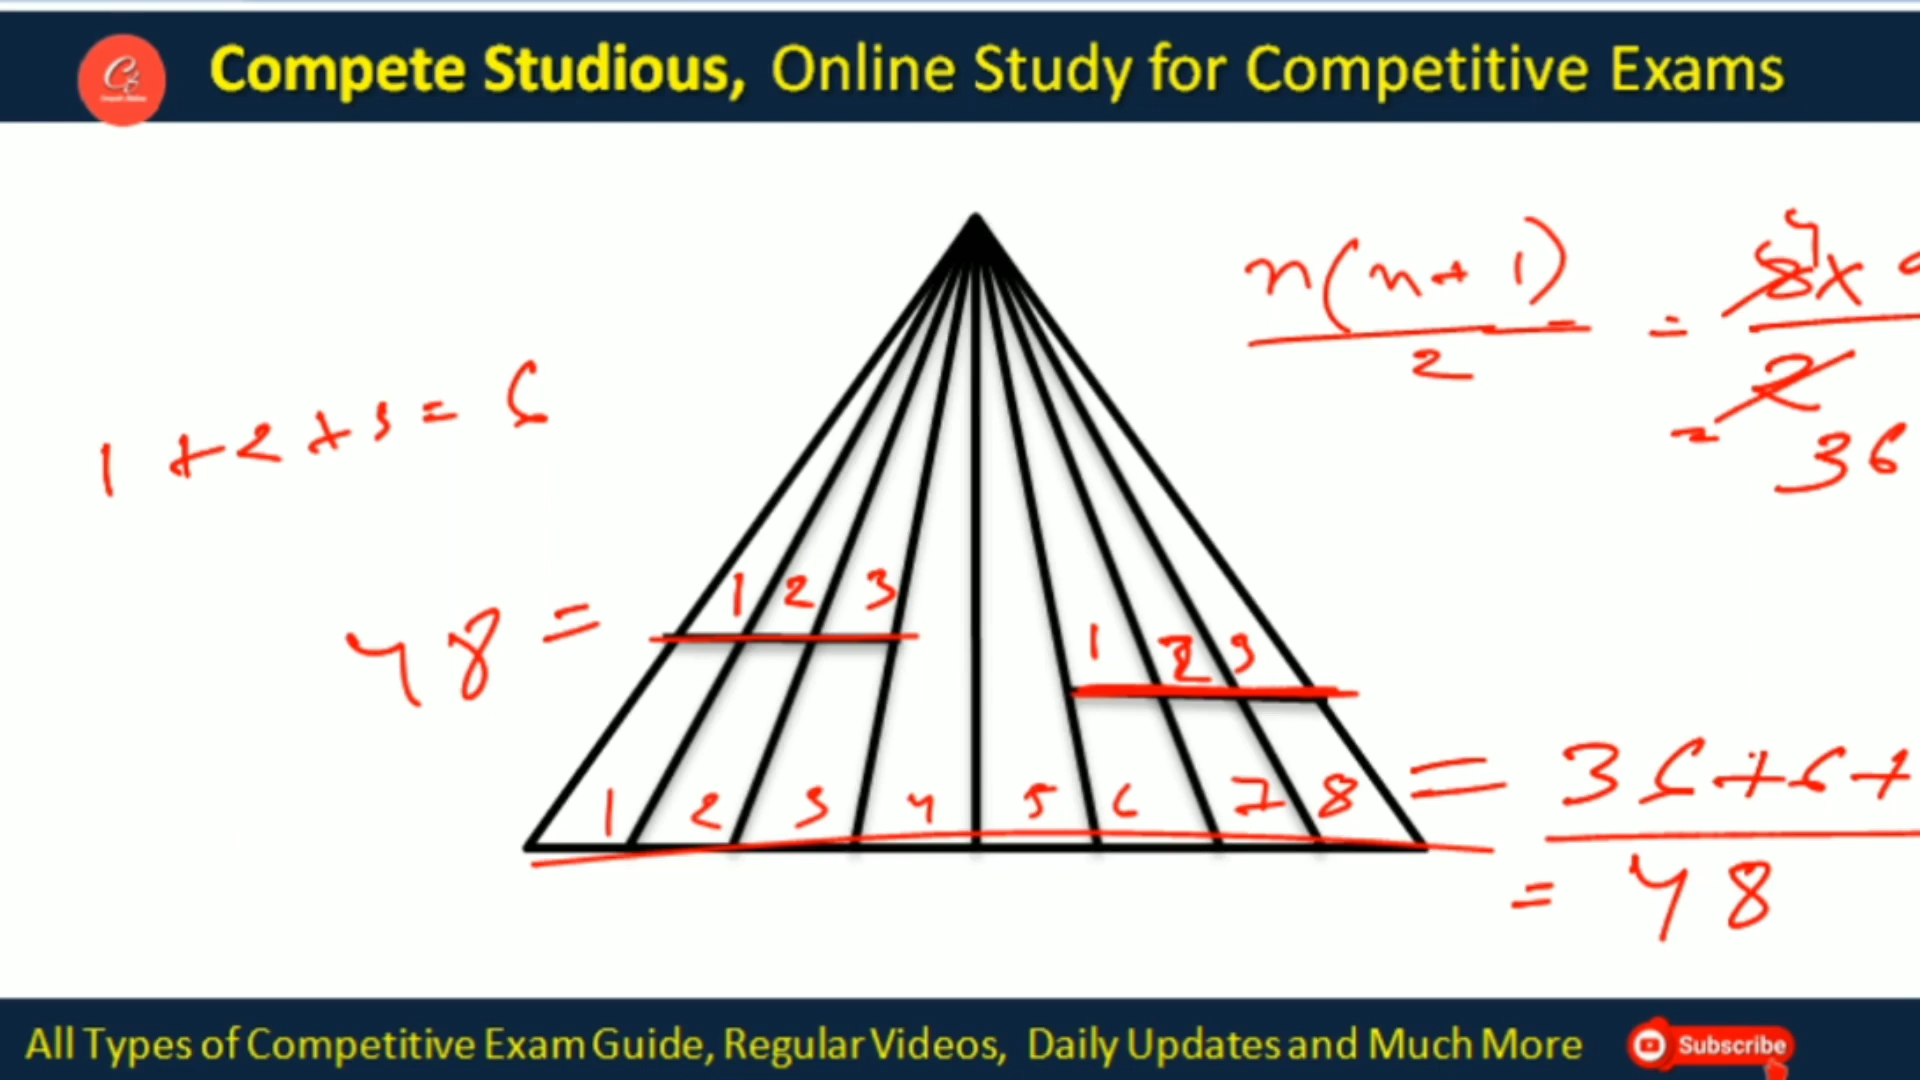 Compete Studious, Online Study for Competitive Exams
n(n+1)/2 = 8x
4
= 36
1+2+3= 6
48 =
1 2 3
1 2 3
1 2 3 4 5 6 7 8
= 36+6+
= 48
All Types of Competitive Exam Guide, Regular Videos, Daily Updates and Much More
Subscribe